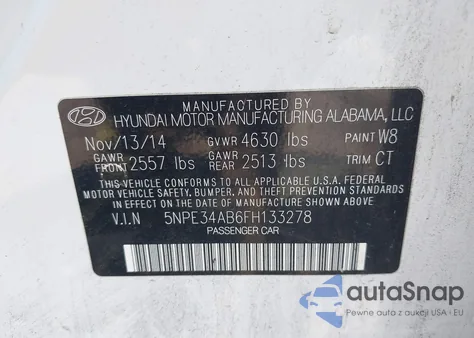 MANUFACTURED BY
HYUNDAI MOTOR MANUFACTURING ALABAMA, LLC
Nov/13/14 GVWR 4630 lbs PAINT W8
GAWR FRONT 2557 lbs GAWR REAR 2513 lbs TRIM CT
THIS VEHICLE CONFORMS TO ALL APPLICABLE U.S.A. FEDERAL
MOTOR VEHICLE SAFETY, BUMPER, AND THEFT PREVENTION
STANDARDS IN EFFECT ON THE DATE OF MANUFACTURE SHOWN ABOVE.
V.I.N 5NPE34AB6FH133278
PASSENGER CAR
autoSnap
Pewne auta z aukcji USA i Kanady